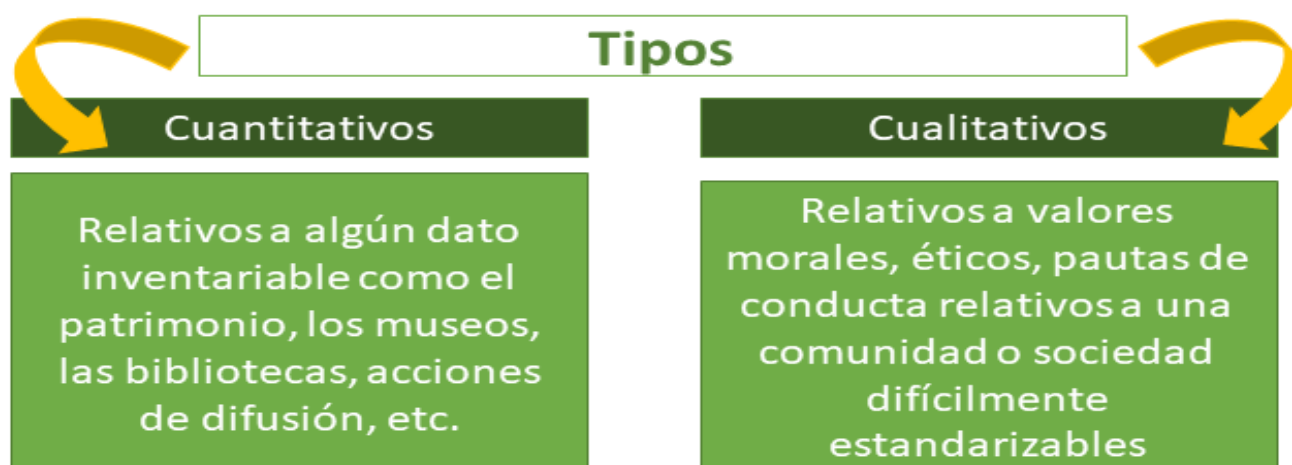 Tipos
Cuantitativos
Relativos a algún dato
inventariable como el
patrimonio, los museos,
las bibliotecas, acciones
de difusión, etc.
Cualitativos
Relativos a valores
morales, éticos, pautas de
conducta relativos a una
comunidad o sociedad
difícilmente
estandarizables